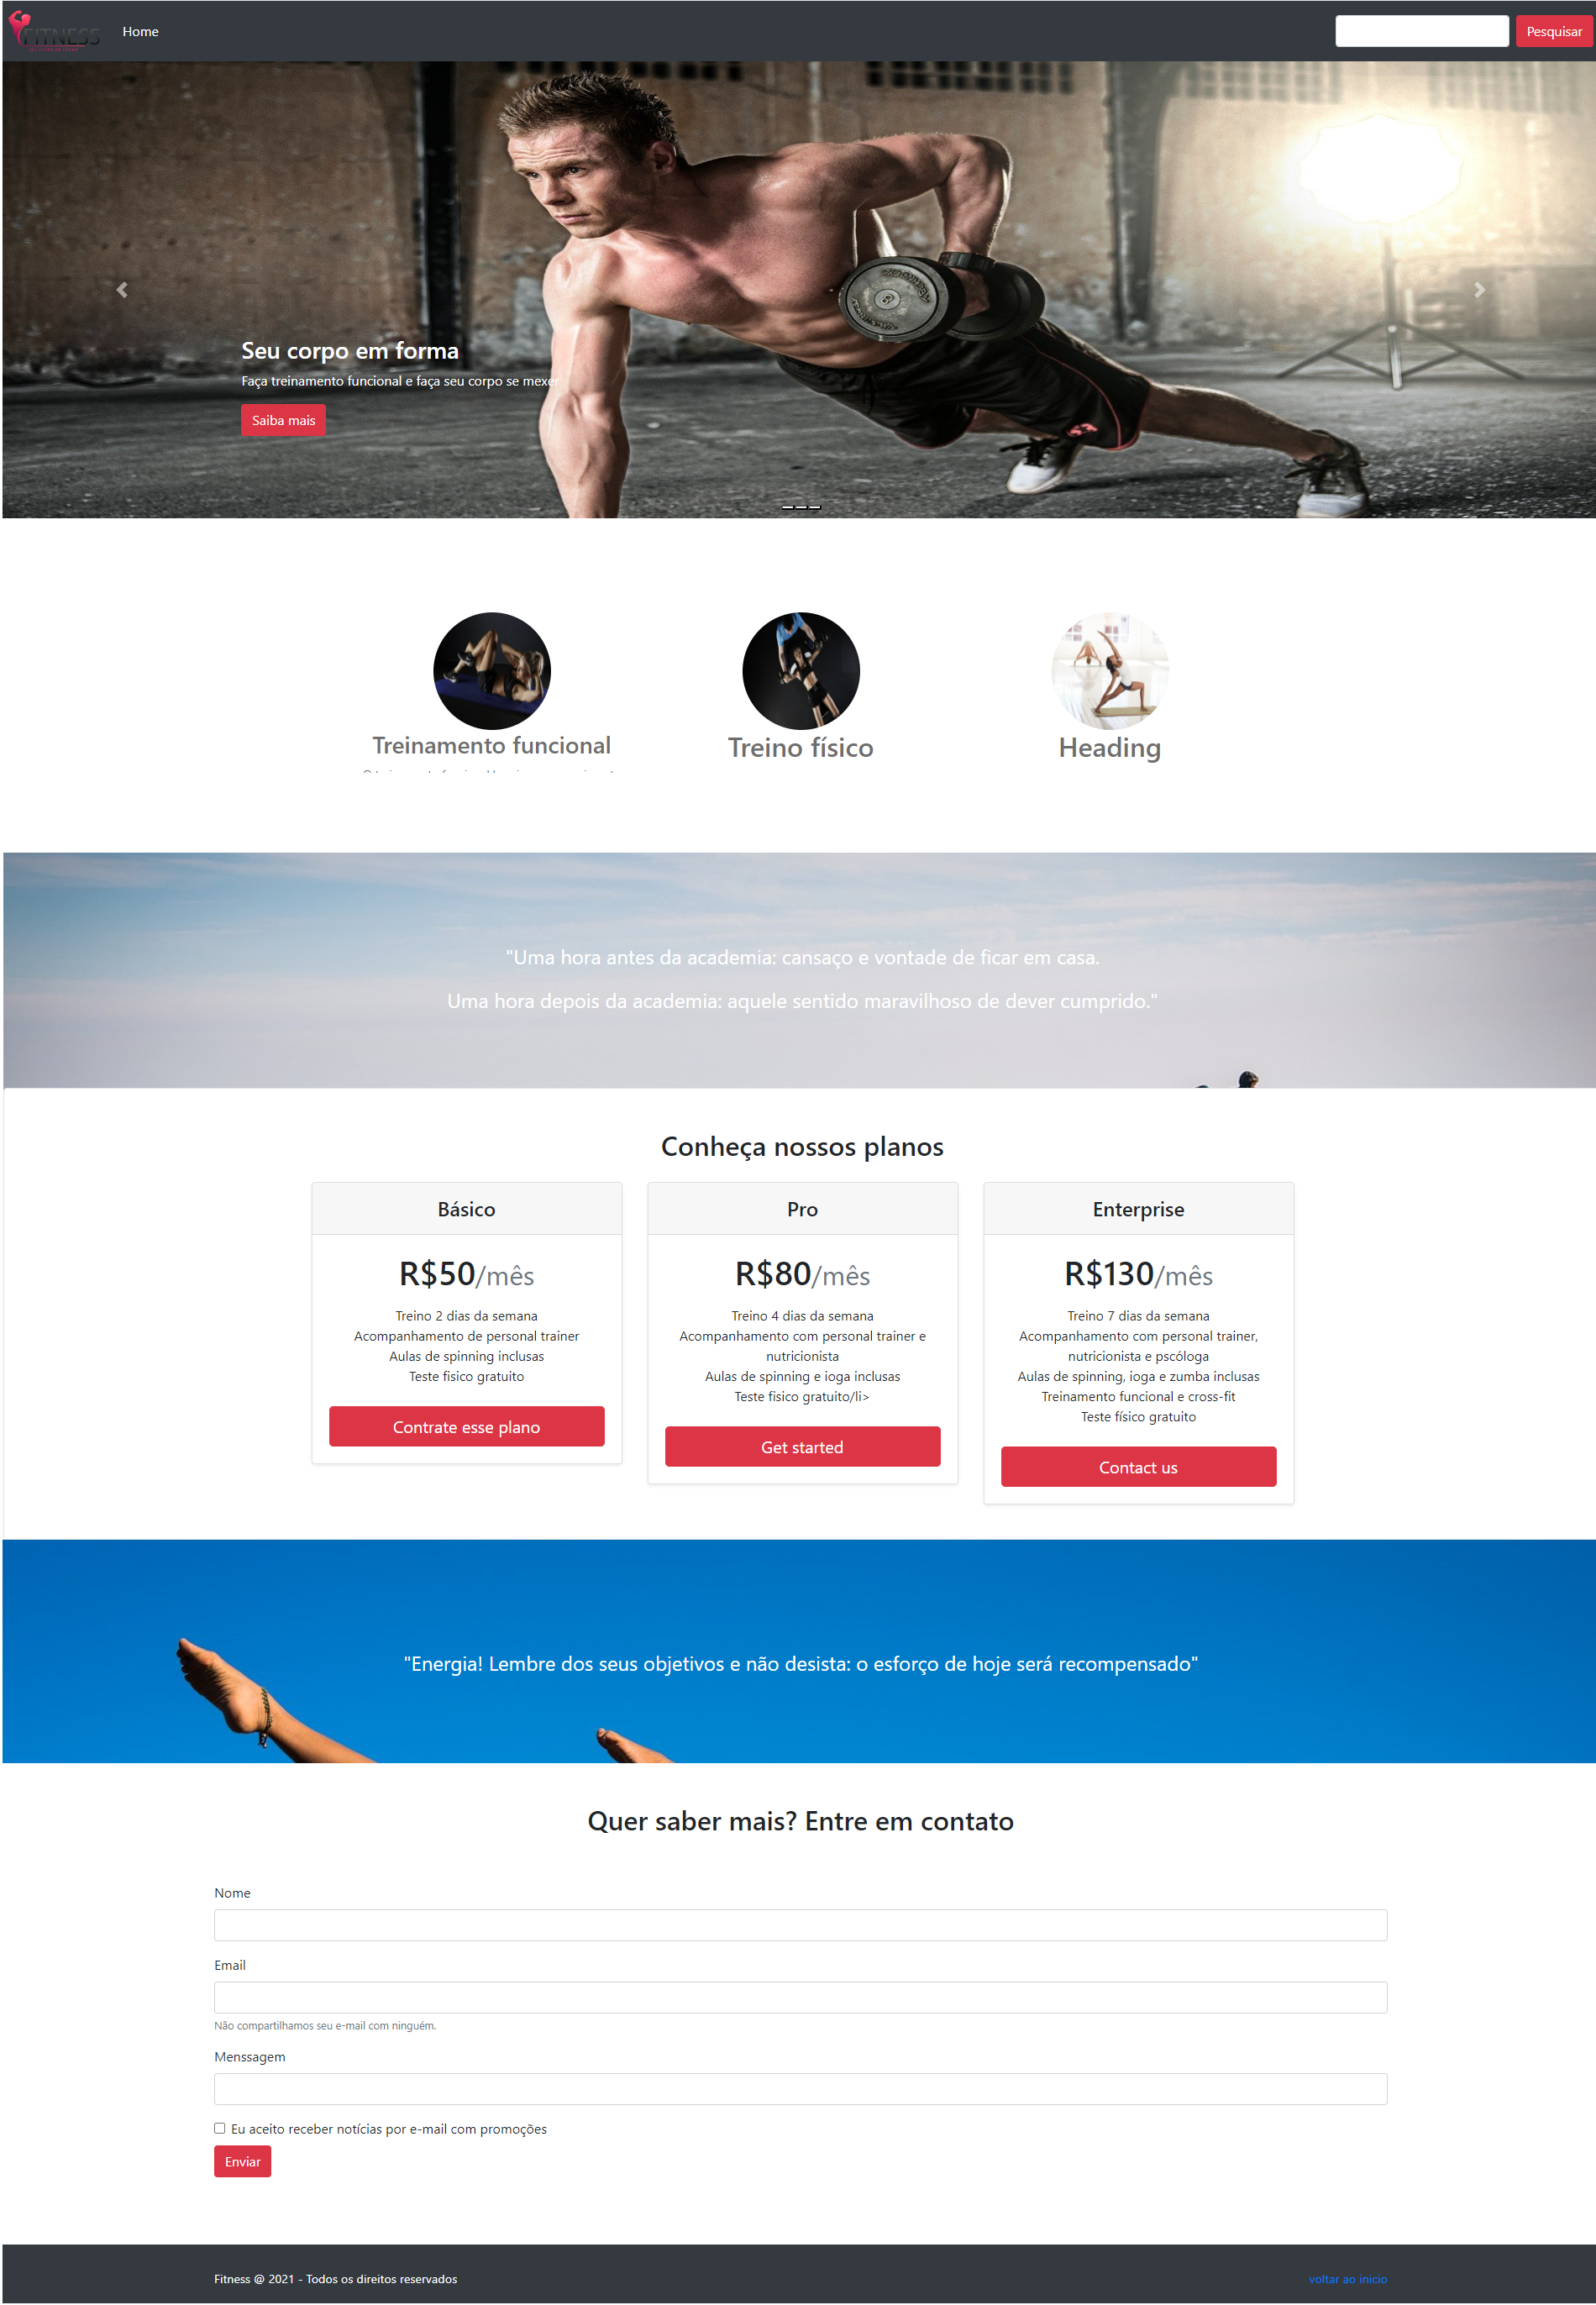 FITNESS
Home
Pesquisar
Seu corpo em forma
Faça treinamento funcional e faça seu corpo se mexer
Saiba mais
Treinamento funcional
Treino físico
Heading
"Uma hora antes da academia: cansaço e vontade de ficar em casa.
Uma hora depois da academia: aquele sentido maravilhoso de dever cumprido."
Conheça nossos planos
Básico
R$50/mês
Treino 2 dias da semana
Acompanhamento de personal trainer
Aulas de spinning inclusas
Teste fisico gratuito
Contrate esse plano
Pro
R$80/mês
Treino 4 dias da semana
Acompanhamento com personal trainer e
nutricionista
Aulas de spinning e ioga inclusas
Teste fisico gratuito/li>
Get started
Enterprise
R$130/mês
Treino 7 dias da semana
Acompanhamento com personal trainer,
nutricionista e pscóloga
Aulas de spinning, ioga e zumba inclusas
Treinamento funcional e cross-fit
Teste físico gratuito
Contact us
"Energia! Lembre dos seus objetivos e não desista: o esforço de hoje será recompensado"
Quer saber mais? Entre em contato
Nome
Email
Não compartilhamos seu e-mail com ninguém.
Menssagem
Eu aceito receber notícias por e-mail com promoções
Enviar
Fitness @ 2021 - Todos os direitos reservados
voltar ao inicio